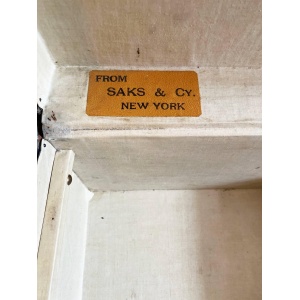 FROM
SAKS & CY.
NEW YORK